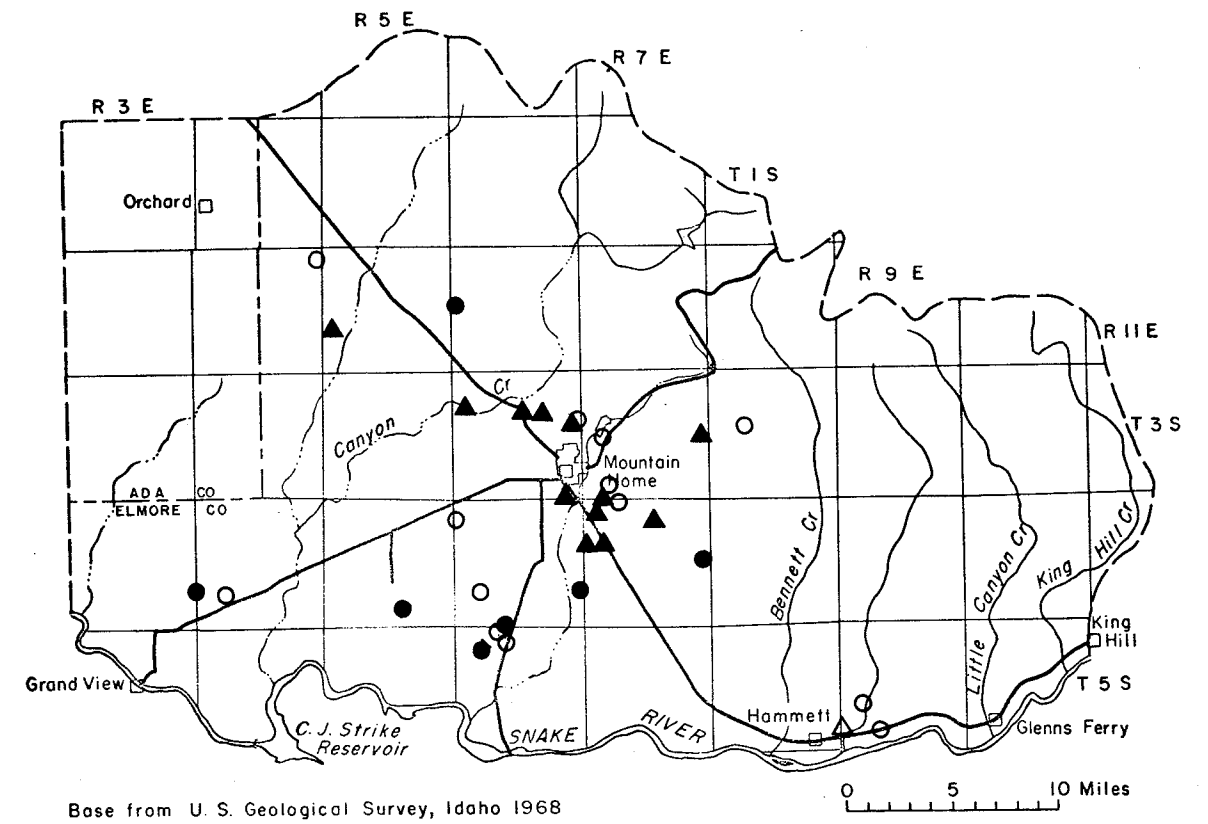 R 5 E
R 7 E
R 3 E
T 1 S
Orchard
R 9 E
R 11 E
Cr
Canyon
T 3 S
Mountain
Home
ADA CO
ELMORE CO
Bennett Cr
Little Canyon Cr
King Hill Cr
King
Hill
Grand View
T 5 S
C. J. Strike
Reservoir
SNAKE RIVER
Hammett
Glenns Ferry
0 5 10 Miles
Base from U. S. Geological Survey, Idaho 1968